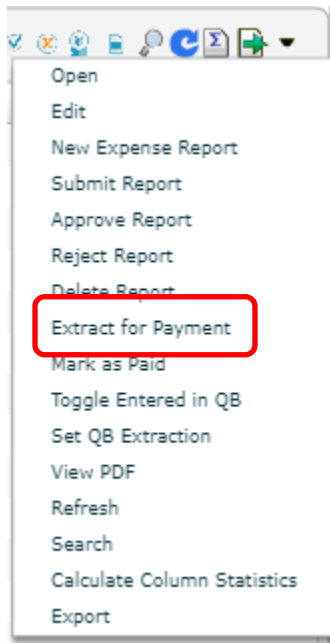 Open
Edit
New Expense Report
Submit Report
Approve Report
Reject Report
Delete Report
Extract for Payment
Mark as Paid
Toggle Entered in QB
Set QB Extraction
View PDF
Refresh
Search
Calculate Column Statistics
Export